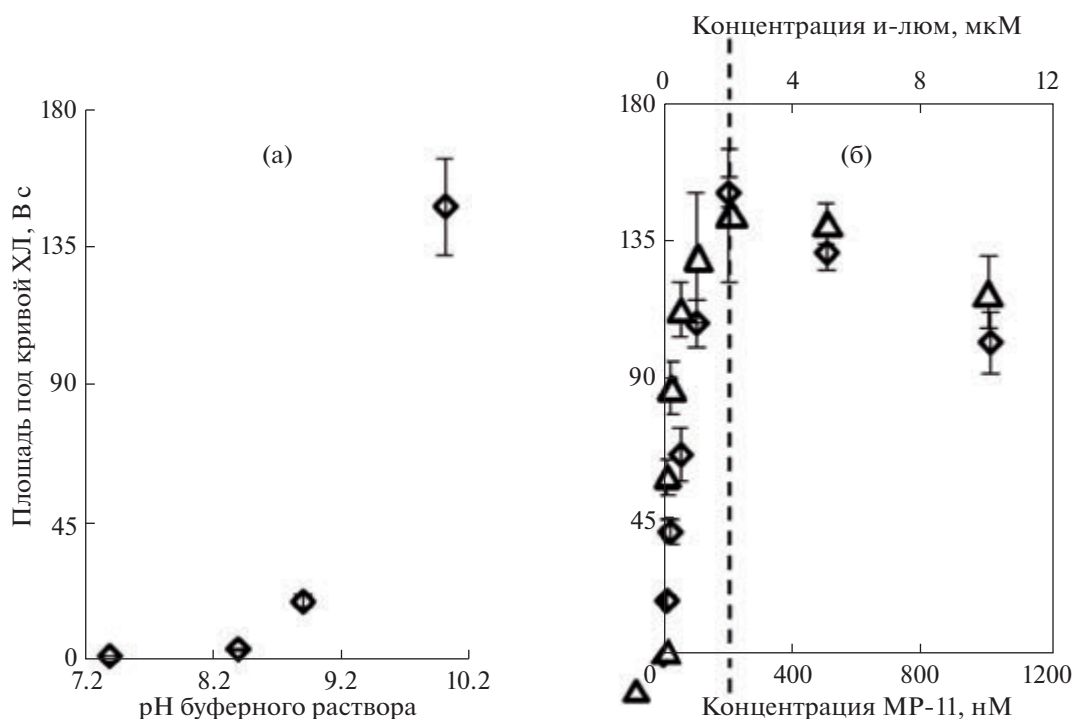 Концентрация и-люм, мкМ
0 4 8 12
180
(а)
135
90
45
0
7.2 8.2 9.2 10.2
рН буферного раствора
Площадь под кривой ХЛ, В с
180
(б)
135
90
45
0
400 800 1200
Концентрация МР-11, нМ